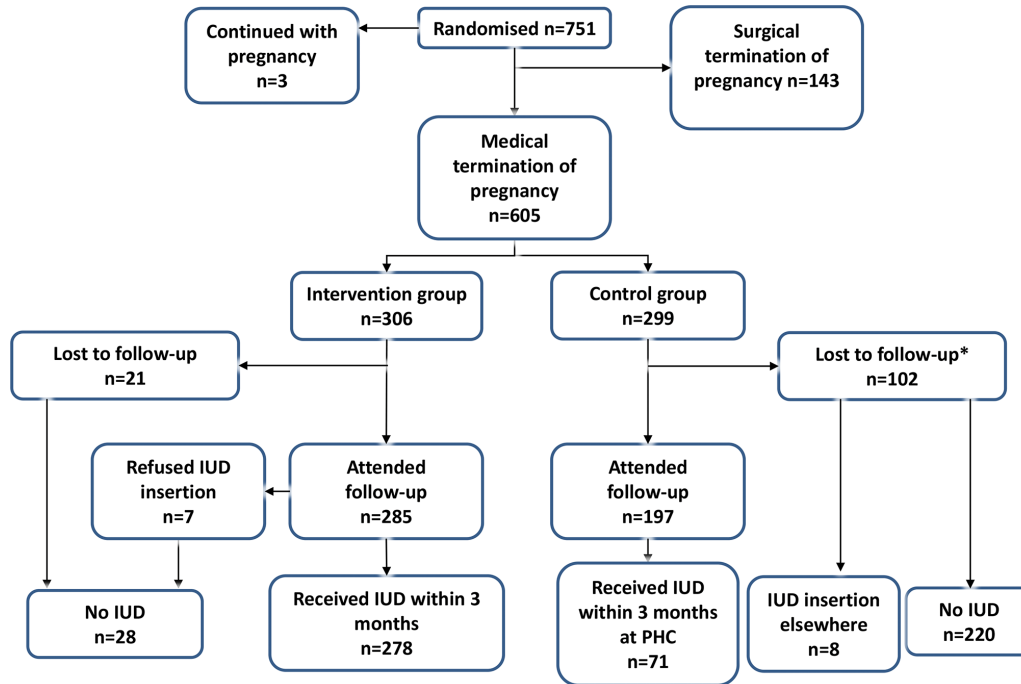 Continued with
pregnancy
n=3
Randomised n=751
Surgical
termination of
pregnancy n=143
Medical
termination of
pregnancy
n=605
Intervention group
n=306
Control group
n=299
Lost to follow-up
n=21
Lost to follow-up*
n=102
Refused IUD
insertion
n=7
Attended
follow-up
n=285
Attended
follow-up
n=197
No IUD
n=28
Received IUD within 3
months
n=278
Received IUD
within 3 months
at PHC
n=71
IUD insertion
elsewhere
n=8
No IUD
n=220